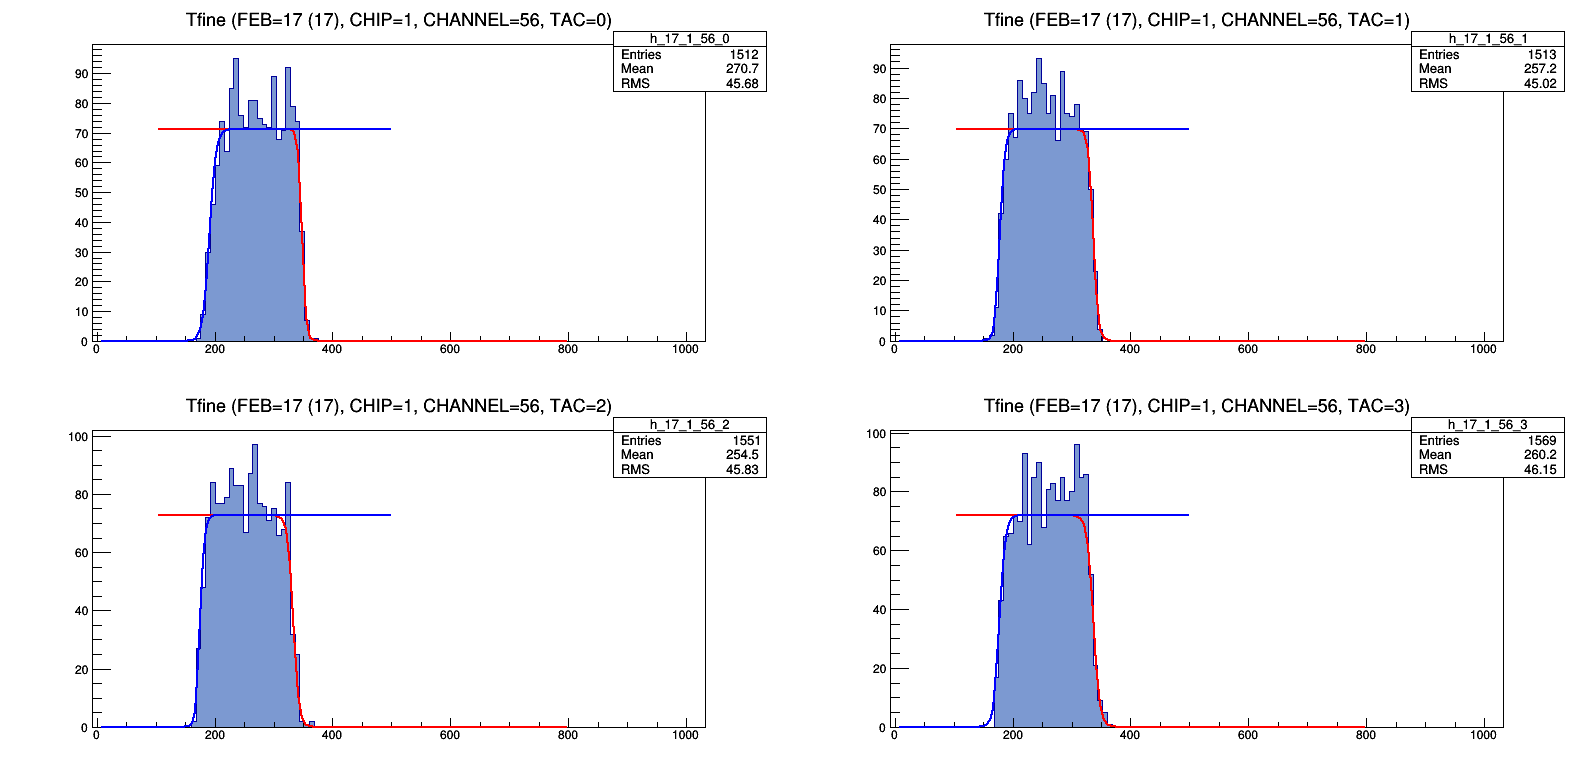 Tfine (FEB=17 (17), CHIP=1, CHANNEL=56, TAC=0)
h_17_1_56_0
Entries 1512
Mean 270.7
RMS 45.68
90
80
70
60
50
40
30
20
10
0
0 200 400 600 800 1000
Tfine (FEB=17 (17), CHIP=1, CHANNEL=56, TAC=1)
h_17_1_56_1
Entries 1513
Mean 257.2
RMS 45.02
90
80
70
60
50
40
30
20
10
0
0 200 400 600 800 1000
Tfine (FEB=17 (17), CHIP=1, CHANNEL=56, TAC=2)
h_17_1_56_2
Entries 1551
Mean 254.5
RMS 45.83
100
80
60
40
20
0
0 200 400 600 800 1000
Tfine (FEB=17 (17), CHIP=1, CHANNEL=56, TAC=3)
h_17_1_56_3
Entries 1569
Mean 260.2
RMS 46.15
100
80
60
40
20
0
0 200 400 600 800 1000